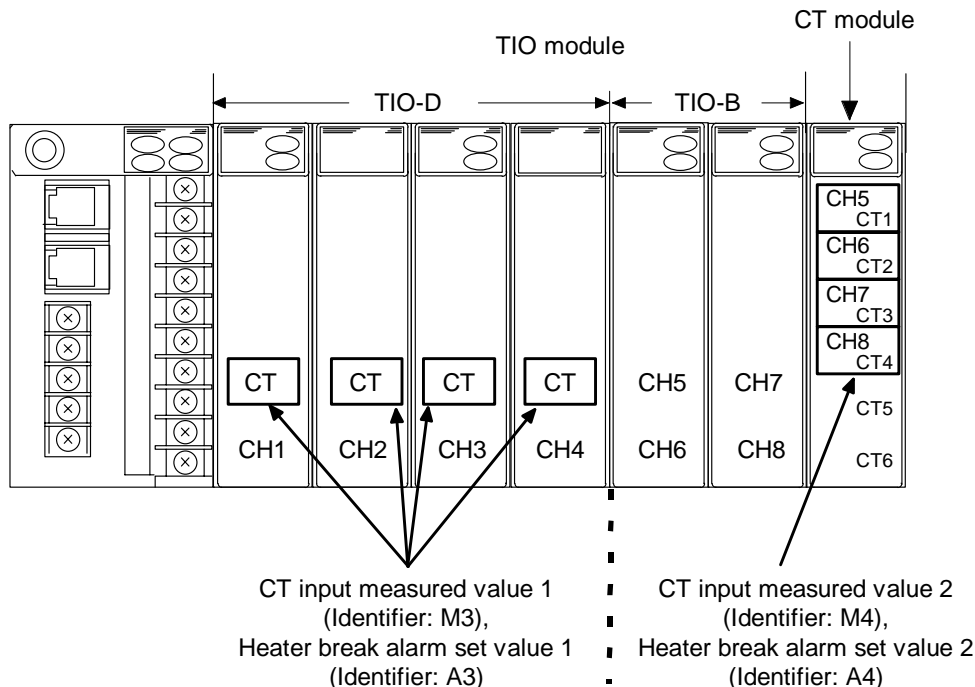 CT module
TIO module
TIO-D
TIO-B
CH5
CT1
CH6
CT2
CH7
CT3
CH8
CT4
CT
CT
CT
CT
CH5
CH7
CT5
CH1
CH2
CH3
CH4
CH6
CH8
CT6
CT input measured value 1
(Identifier: M3),
Heater break alarm set value 1
(Identifier: A3)
CT input measured value 2
(Identifier: M4),
Heater break alarm set value 2
(Identifier: A4)